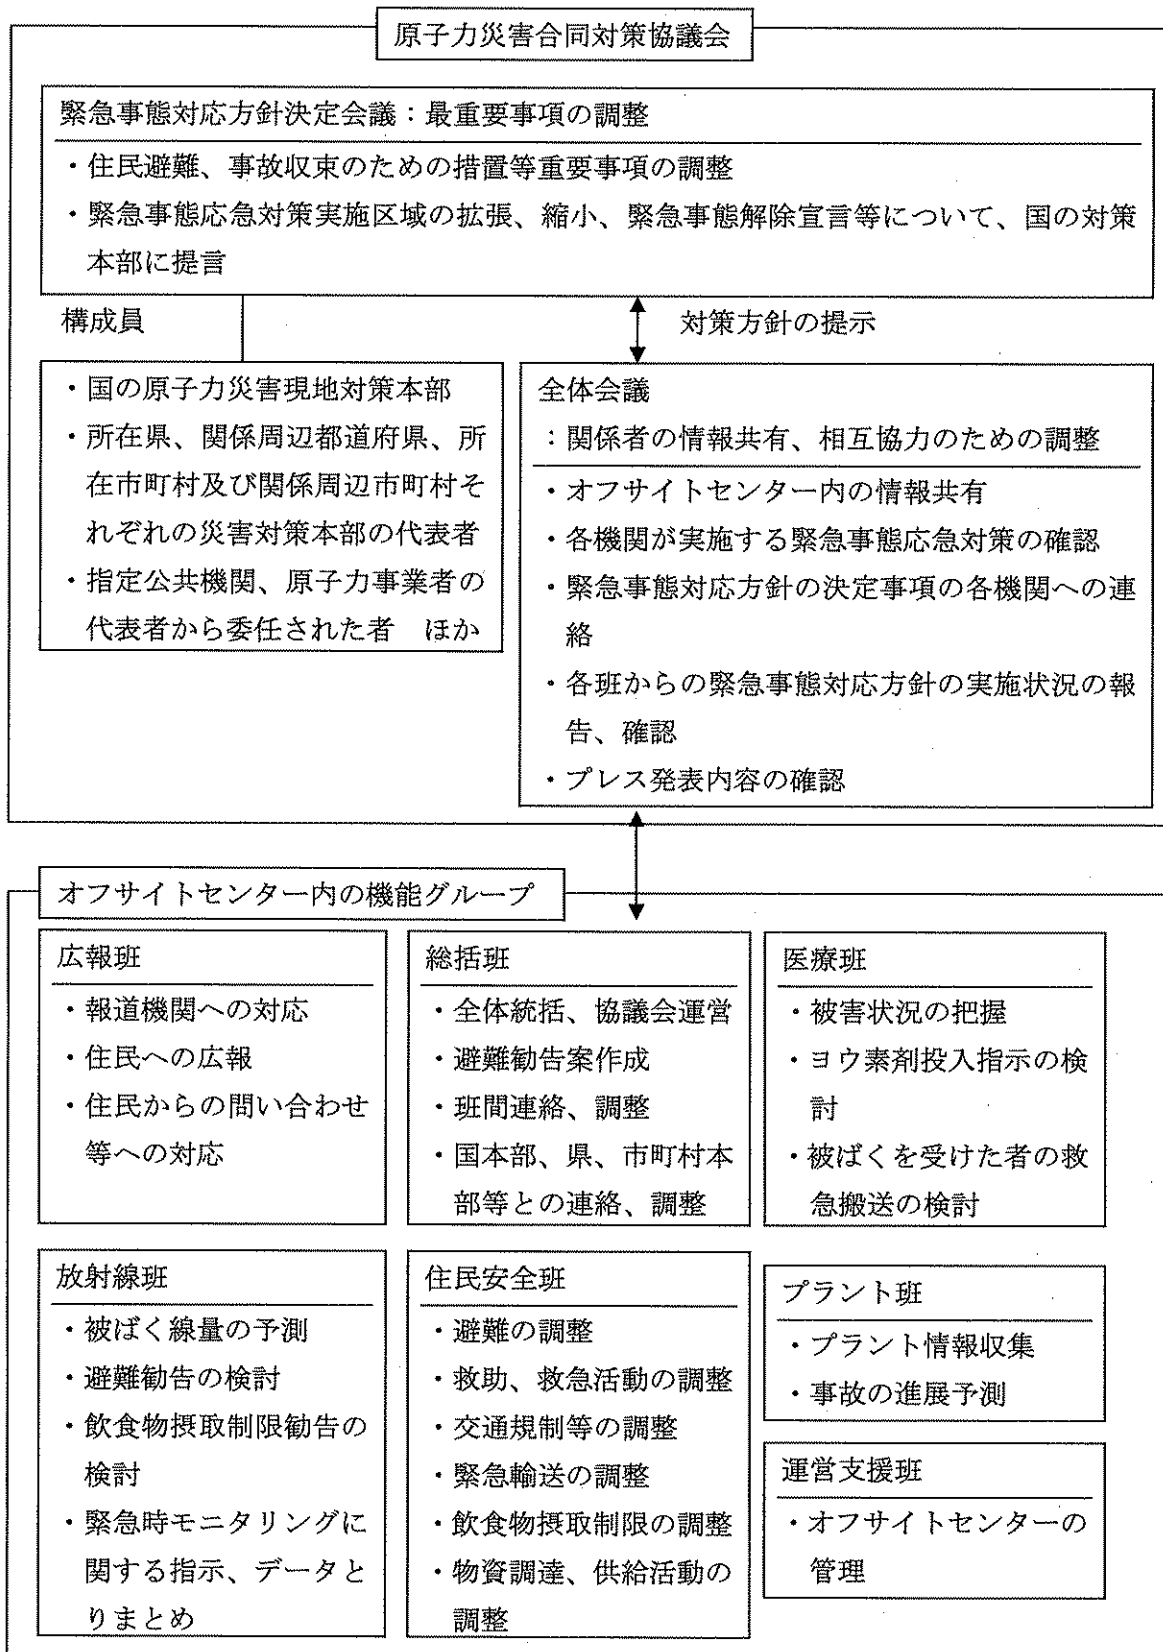 原子力災害合同対策協議会
緊急事態対応方針決定会議：最重要事項の調整
・住民避難、事故収束のための措置等重要事項の調整
・緊急事態応急対策実施区域の拡張、縮小、緊急事態解除宣言等について、国の対策
本部に提言
構成員
対策方針の提示
・国の原子力災害現地対策本部
・所在県、関係周辺都道府県、所
在市町村及び関係周辺市町村そ
れぞれの災害対策本部の代表者
・指定公共機関、原子力事業者の
代表者から委任された者　ほか
全体会議
：関係者の情報共有、相互協力のための調整
・オフサイトセンター内の情報共有
・各機関が実施する緊急事態応急対策の確認
・緊急事態対応方針の決定事項の各機関への連
絡
・各班からの緊急事態対応方針の実施状況の報
告、確認
・プレス発表内容の確認
オフサイトセンター内の機能グループ
広報班
・報道機関への対応
・住民への広報
・住民からの問い合わせ
等への対応
総括班
・全体統括、協議会運営
・避難勧告案作成
・班間連絡、調整
・国本部、県、市町村本
部等との連絡、調整
医療班
・被害状況の把握
・ヨウ素剤投入指示の検
討
・被ばくを受けた者の救
急搬送の検討
放射線班
・被ばく線量の予測
・避難勧告の検討
・飲食物摂取制限勧告の
検討
・緊急時モニタリングに
関する指示、データと
りまとめ
住民安全班
・避難の調整
・救助、救急活動の調整
・交通規制等の調整
・緊急輸送の調整
・飲食物摂取制限の調整
・物資調達、供給活動の
調整
プラント班
・プラント情報収集
・事故の進展予測
運営支援班
・オフサイトセンターの
管理